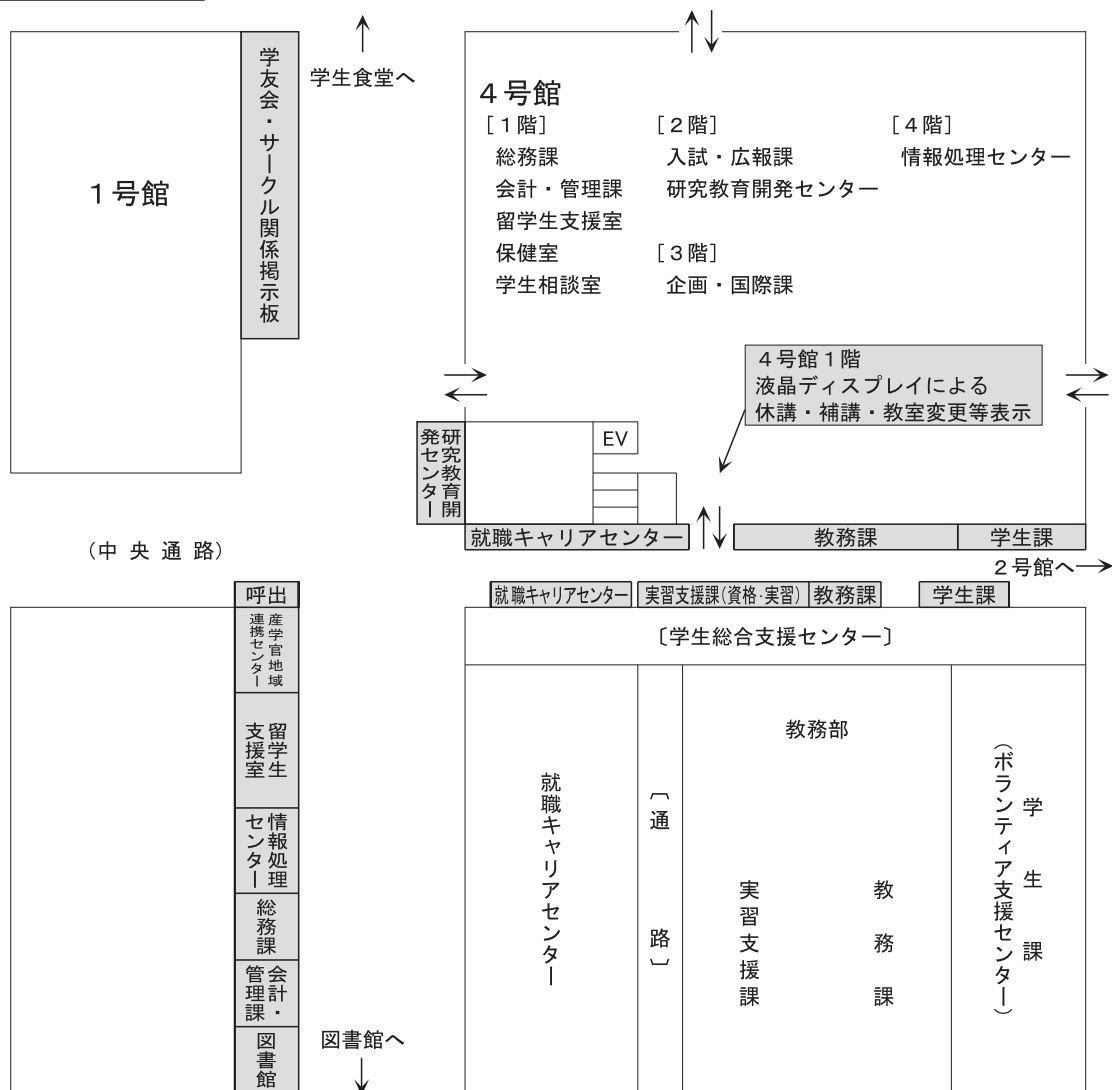 学友会・サークル関係掲示板
学生食堂へ
1号館
4号館
[1階]
総務課
会計・管理課
留学生支援室
保健室
学生相談室
[2階]
入試・広報課
研究教育開発センター
[3階]
企画・国際課
[4階]
情報処理センター
4号館1階
液晶ディスプレイによる
休講・補講・教室変更等表示
研究教育開
発センター
EV
就職キャリアセンター
教務課
学生課
(中央通路)
2号館へ
呼出
産学官地域
連携センター
留学生
支援室
情報処理
センター
総務課
会計・
管理課
図書館
図書館へ
就職キャリアセンター
実習支援課(資格・実習)
教務課
学生課
〔学生総合支援センター〕
就職キャリアセンター
〔通路〕
教務部
実習支援課
教務課
学生課
(ボランティア支援センター)